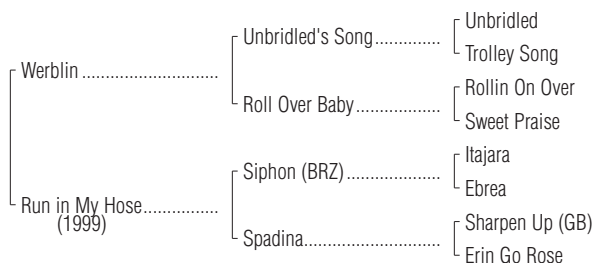 Unbridled
Unbridled's Song..............
Trolley Song
Werblin .............................
Rollin On Over
Roll Over Baby..................
Sweet Praise
Itajara
Siphon (BRZ)....................
Ebrea
Run in My Hose................
(1999)
Sharpen Up (GB)
Spadina.............................
Erin Go Rose